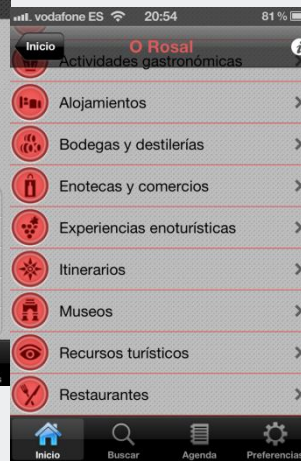 vodafone ES 20:54 81 %
Inicio O Rosal
Actividades gastronómicas
Alojamientos
Bodegas y destilerías
Enotecas y comercios
Experiencias enoturísticas
Itinerarios
Museos
Recursos turísticos
Restaurantes
Inicio Buscar Agenda Preferencias